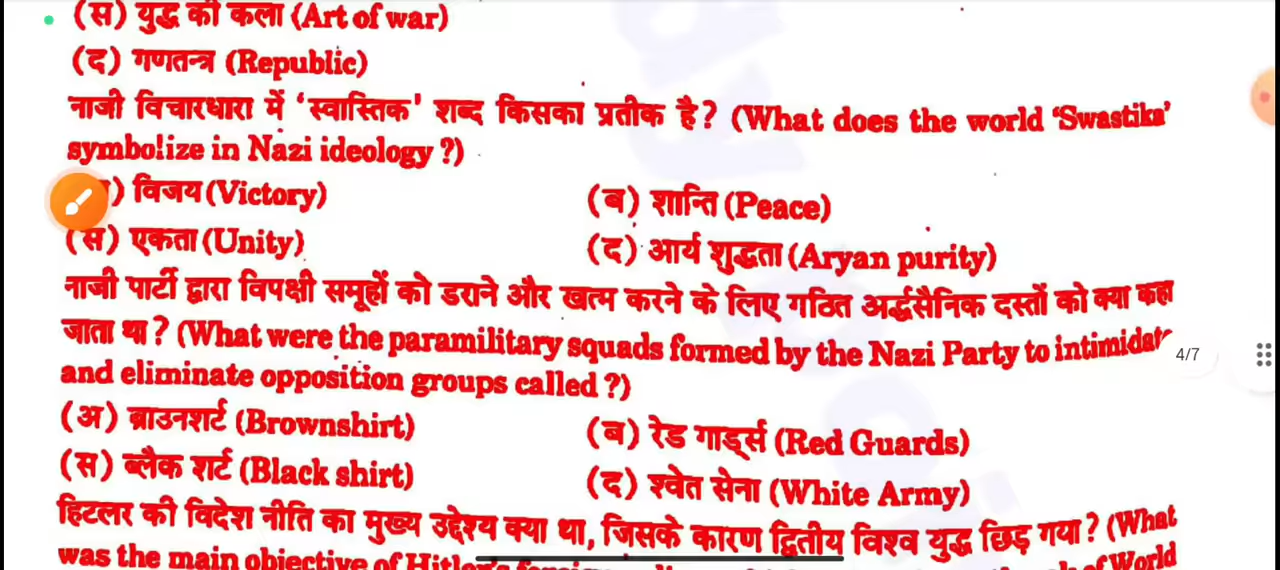 (स) युद्ध की कला (Art of war)
(द) गणतन्त्र (Republic)
नाजी विचारधारा में 'स्वास्तिक' शब्द किसका प्रतीक है? (What does the world 'Swastika'
symbolize in Nazi ideology ?)
) विजय (Victory)
(ब) शान्ति (Peace)
(स) एकता (Unity)
(द) आर्य शुद्धता (Aryan purity)
नाजी पार्टी द्वारा विपक्षी समूहों को डराने और खत्म करने के लिए गठित अर्द्धसैनिक दस्तों को क्या कहा
जाता था? (What were the paramilitary squads formed by the Nazi Party to intimidate
4/7
and eliminate opposition groups called ?)
(अ) ब्राउनशर्ट (Brownshirt)
(ब) रेड गार्ड्स (Red Guards)
(स) ब्लैक शर्ट (Black shirt)
(द) श्वेत सेना (White Army)
हिटलर की विदेश नीति का मुख्य उद्देश्य क्या था, जिसके कारण द्वितीय विश्व युद्ध छिड़ गया? (What
was the main objective of Hitler's of World